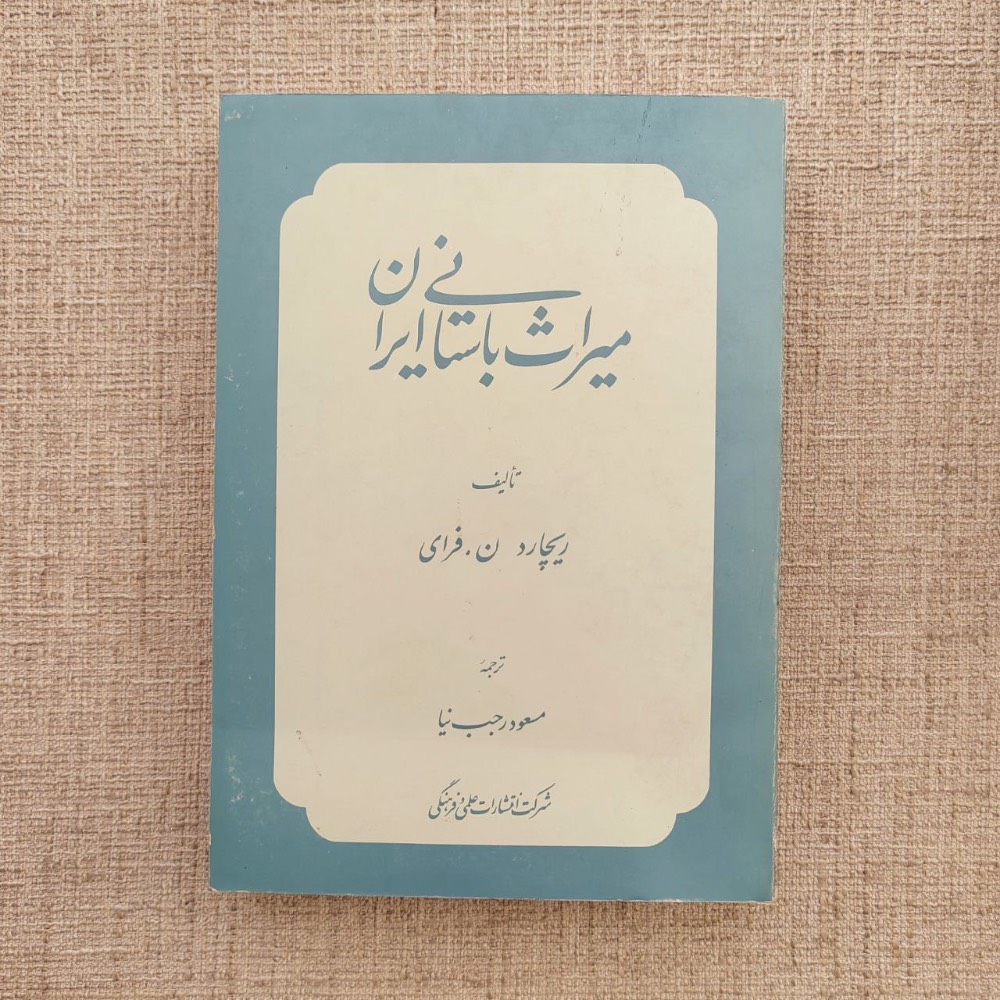 میراث باستانی ایران
تألیف
ریچارد ن. فرای
ترجمهٔ
مسعود رجب نیا
شرکت انتشارات علمی و فرهنگی